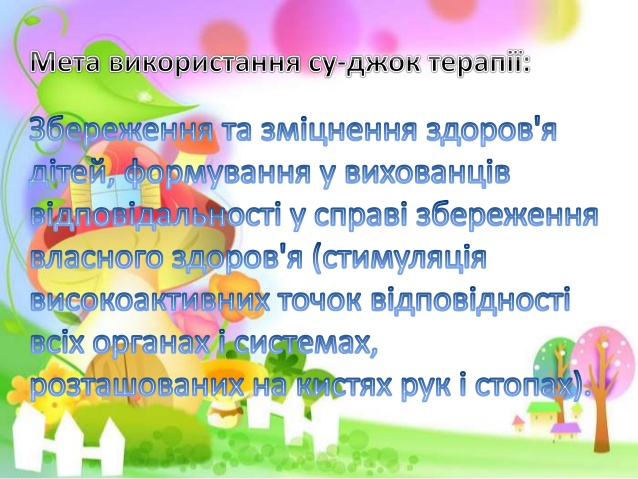 Мета використання су-джок терапії:
Збереження та зміцнення здоров'я
дітей, формування у вихованців
відповідальності у справі збереження
власного здоров'я (стимуляція
високоактивних точок відповідності
всіх органах і системах,
розташованих на кистях рук і стопах).